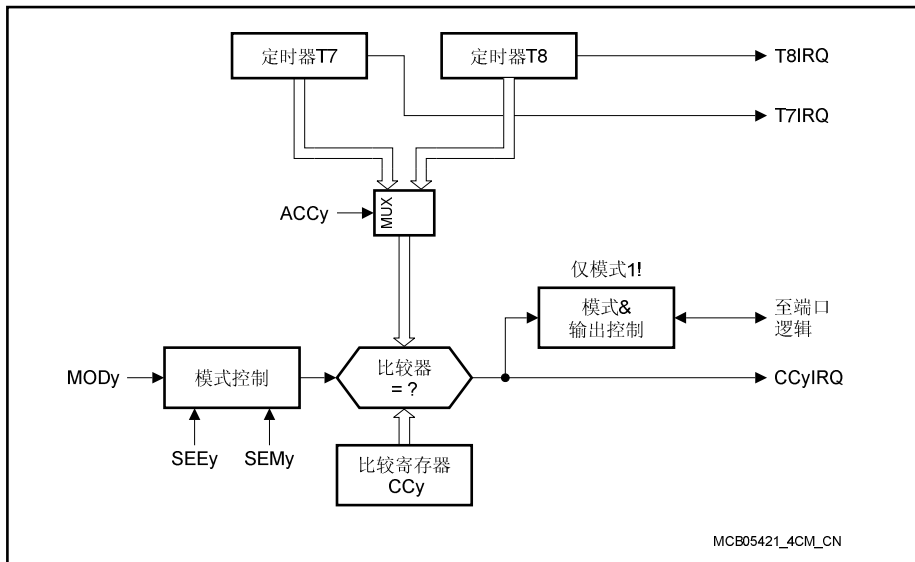 定时器T7
定时器T8
T8IRQ
T7IRQ
ACCy
MUX
仅模式1!
模式&
输出控制
至端口
逻辑
MODy
模式控制
比较器
= ?
CCyIRQ
SEEy
SEMy
比较寄存器
CCy
MCB05421_4CM_CN